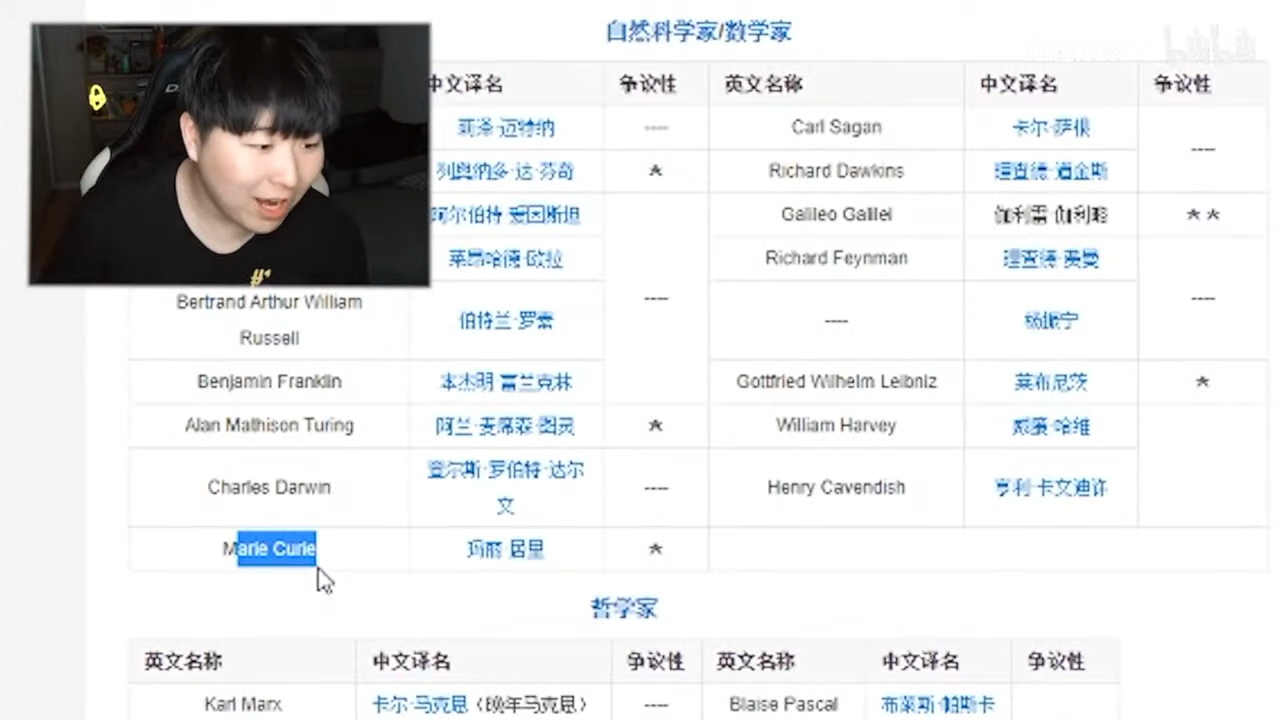 自然科学家/数学家
中文译名 争议性 英文名称 中文译名 争议性
莉泽·迈特纳 ---- Carl Sagan 卡尔·萨根 ----
列奥纳多·达·芬奇 * Richard Dawkins 理查德·道金斯
阿尔伯特·爱因斯坦 Galileo Galilei 伽利雷·伽利略 **
莱昂哈德·欧拉 ---- Richard Feynman 理查德·费曼 ----
Bertrand Arthur William
Russell 伯特兰·罗素 ---- 杨振宁
Benjamin Franklin 本杰明·富兰克林 Gottfried Wilhelm Leibniz 莱布尼茨 *
Alan Mathison Turing 阿兰·麦席森·图灵 * William Harvey 威廉·哈维
Charles Darwin 查尔斯·罗伯特·达尔
文 ---- Henry Cavendish 亨利·卡文迪许
Marie Curie 玛丽·居里 *
哲学家
英文名称 中文译名 争议性 英文名称 中文译名 争议性
Karl Marx 卡尔·马克思（晚年马克思） ---- Blaise Pascal 布莱斯·帕斯卡
#1
bilibili